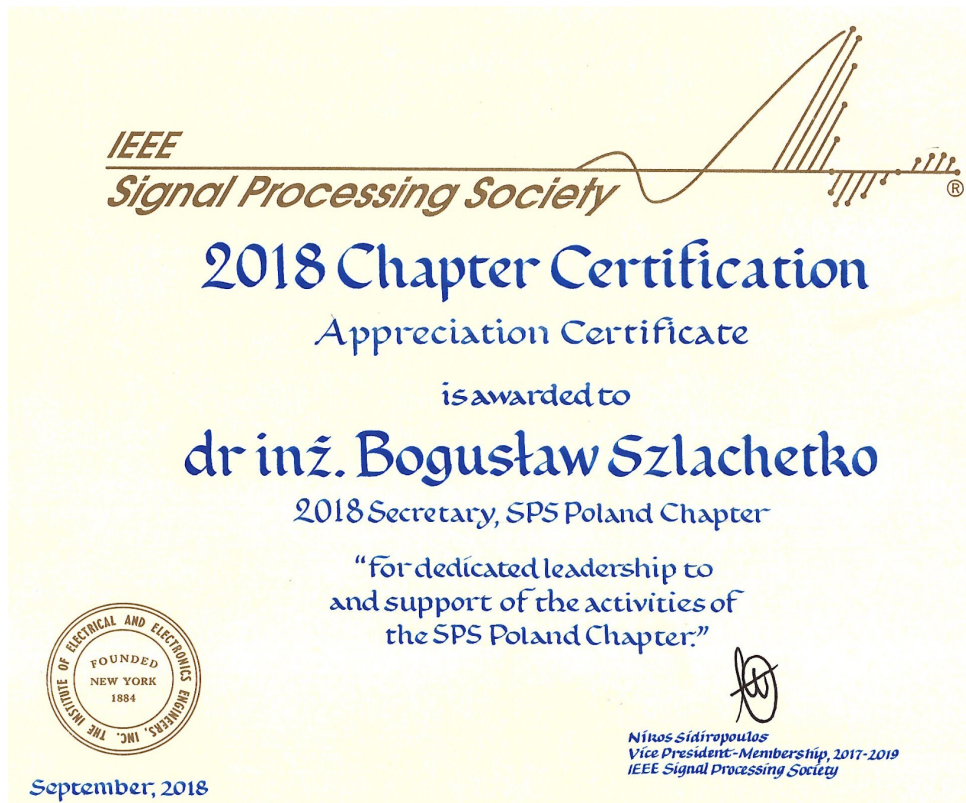 IEEE
Signal Processing Society
®
2018 Chapter Certification
Appreciation Certificate
is awarded to
dr inż. Bogusław Szlachetko
2018 Secretary, SPS Poland Chapter
“for dedicated leadership to
and support of the activities of
the SPS Poland Chapter.”
THE INSTITUTE OF ELECTRICAL AND ELECTRONICS ENGINEERS, INC.
FOUNDED
NEW YORK
1884
Nikos Sidiropoulos
Vice President-Membership, 2017-2019
IEEE Signal Processing Society
September, 2018